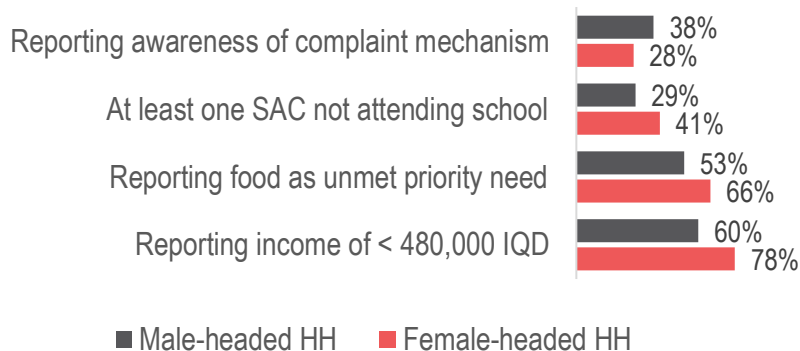 Reporting awareness of complaint mechanism 38%
28%
At least one SAC not attending school 29%
41%
Reporting food as unmet priority need 53%
66%
Reporting income of < 480,000 IQD 60%
78%
Male-headed HH Female-headed HH